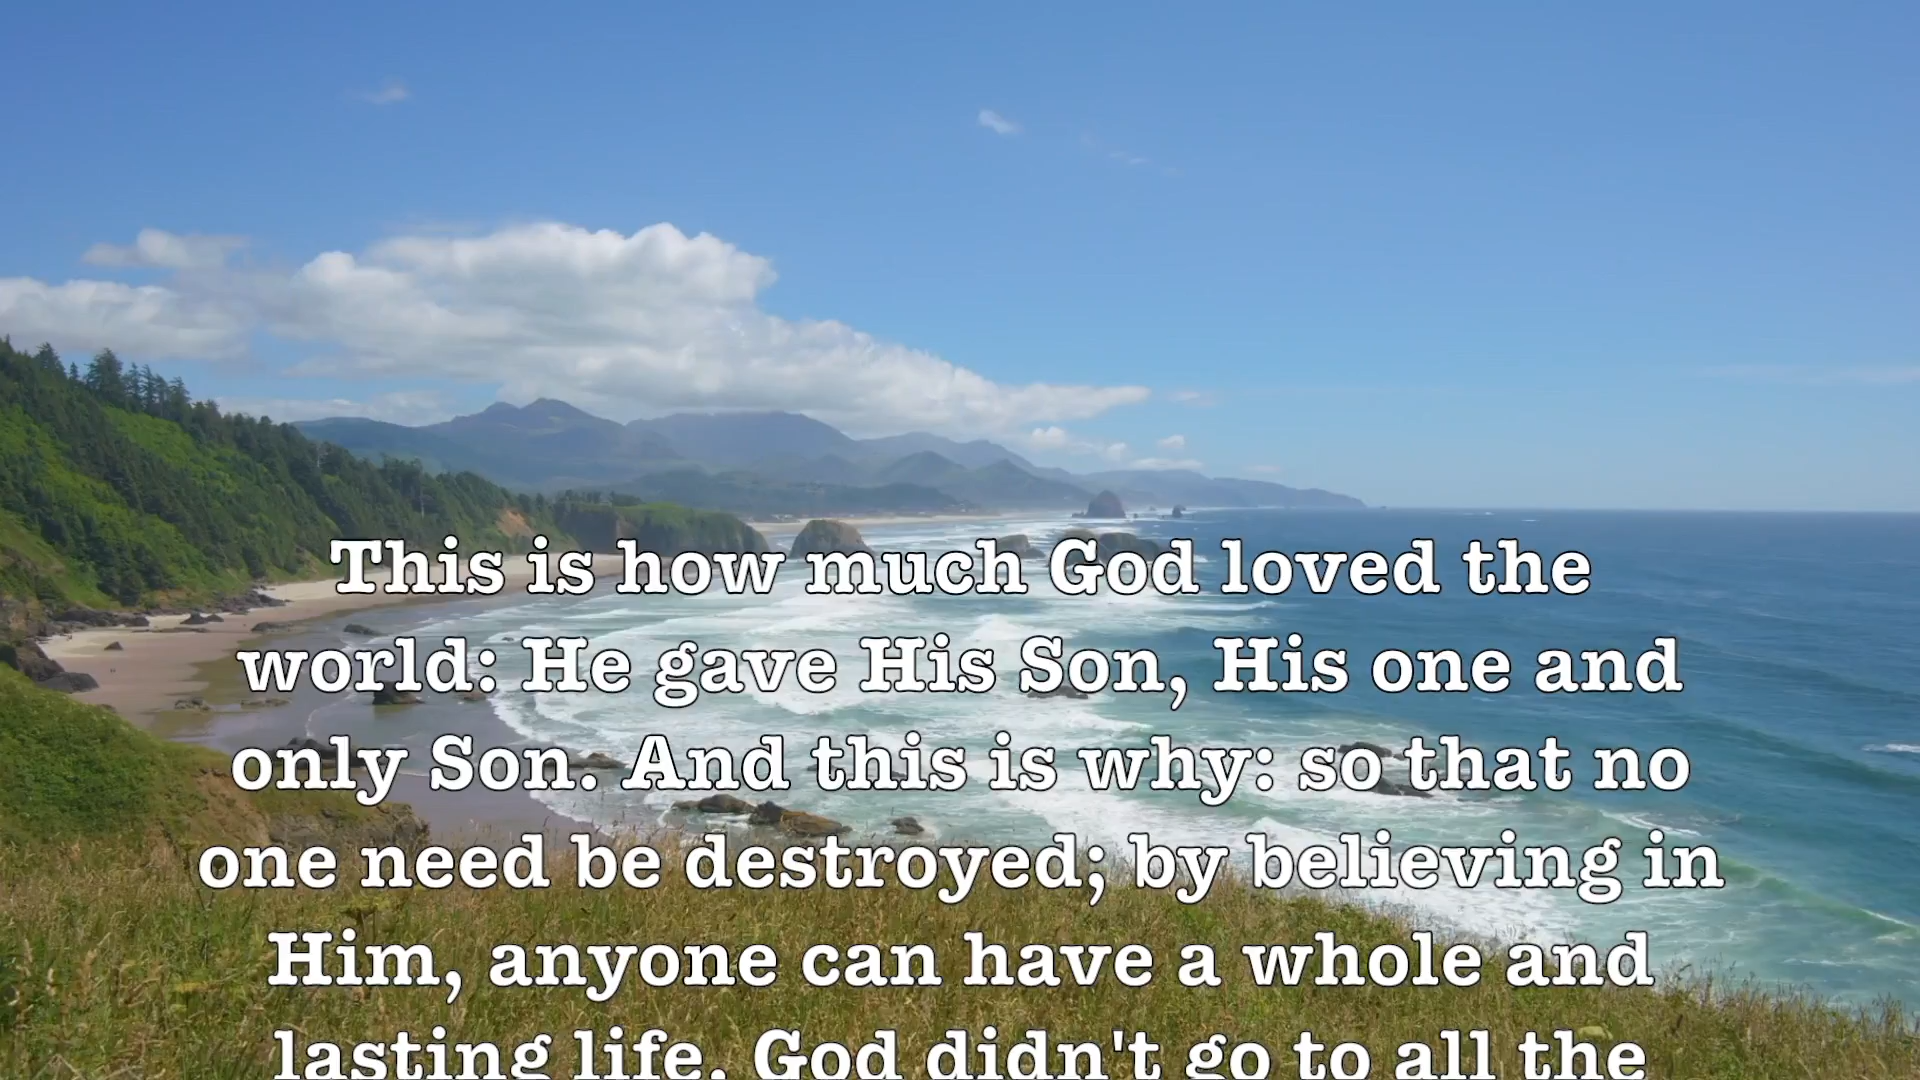 This is how much God loved the
world: He gave His Son, His one and
only Son. And this is why: so that no
one need be destroyed; by believing in
Him, anyone can have a whole and
lasting life. God didn't go to all the